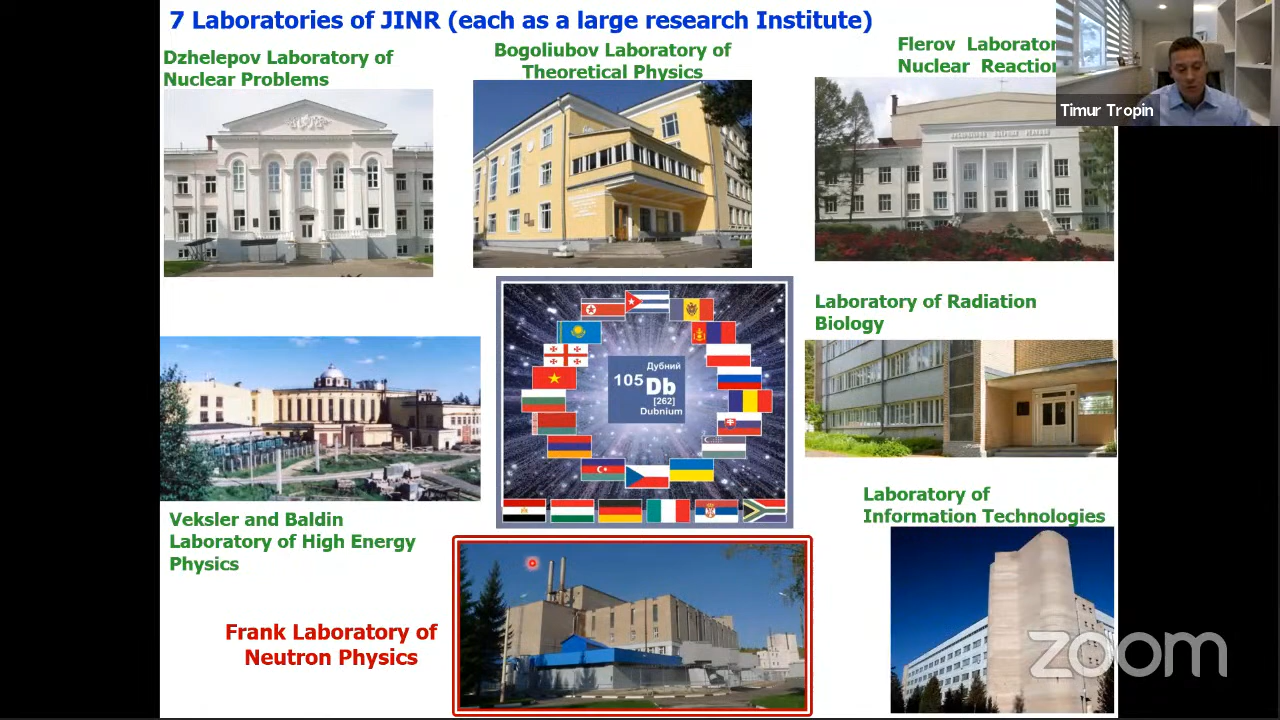 7 Laboratories of JINR (each as a large research Institute)
Dzhelepov Laboratory of
Nuclear Problems
Bogoliubov Laboratory of
Theoretical Physics
Flerov Laborator
Nuclear Reaction
Timur Tropin
Laboratory of Radiation
Biology
Дубний
105 Db
[262]
Dubnium
Laboratory of
Information Technologies
Veksler and Baldin
Laboratory of High Energy
Physics
Frank Laboratory of
Neutron Physics
zoom